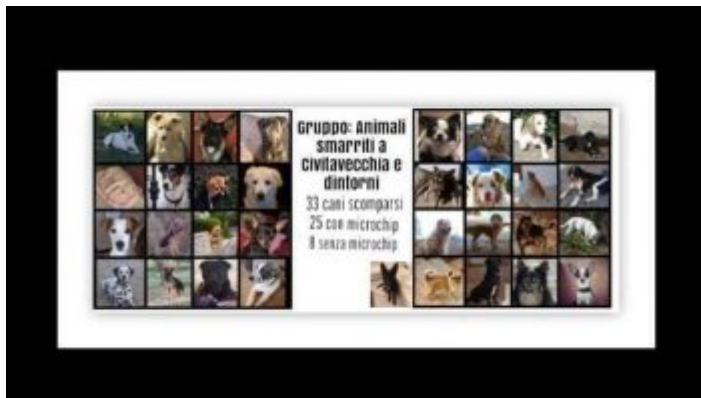 Gruppo: Animali
smarriti a
civitavecchia e
dintorni
33 cani scomparsi
25 con microchip
8 senza microchip